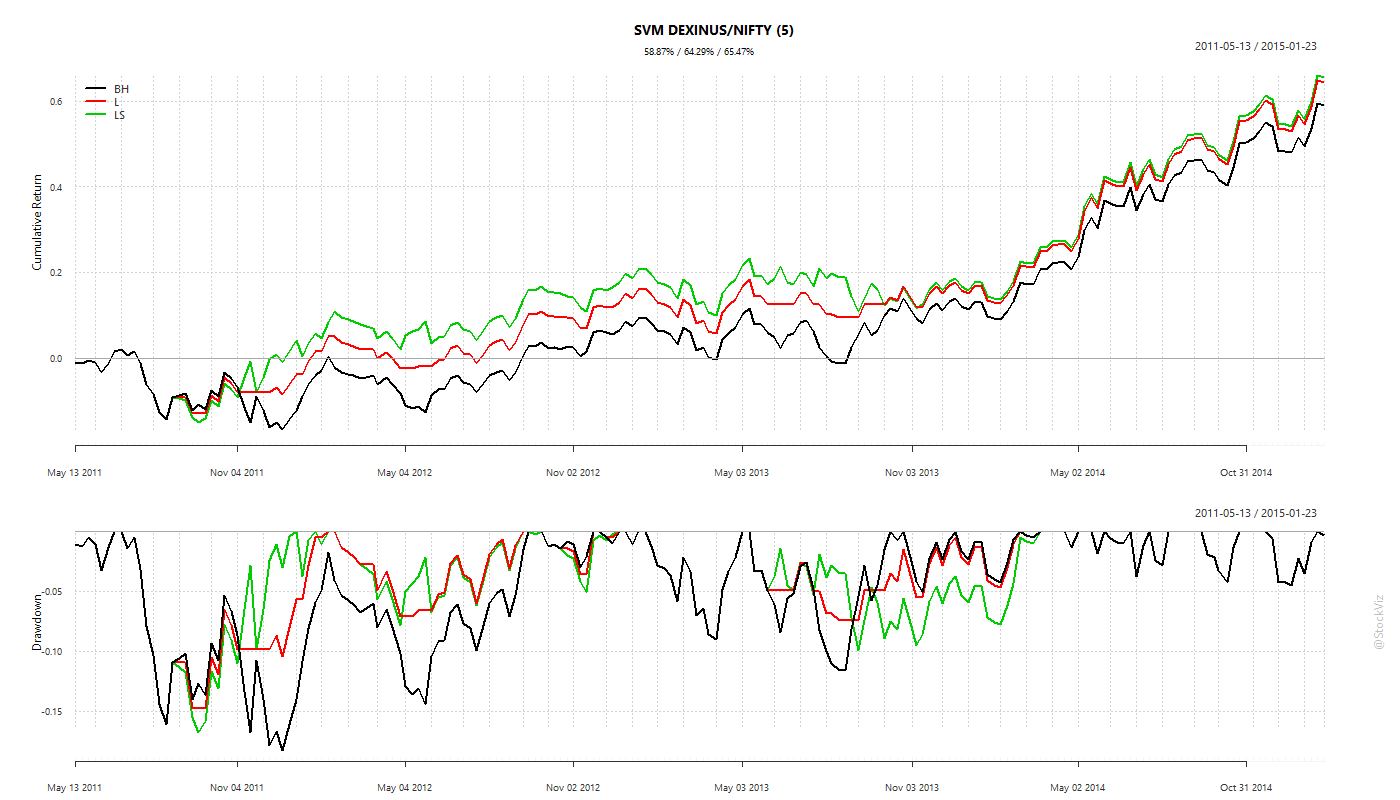 SVM DEXINUS/NIFTY (5)
58.87% / 64.29% / 65.47%
2011-05-13 / 2015-01-23
BH
L
LS
Cumulative Return
0.6
0.4
0.2
0.0
May 13 2011
Nov 04 2011
May 04 2012
Nov 02 2012
May 03 2013
Nov 03 2013
May 02 2014
Oct 31 2014
2011-05-13 / 2015-01-23
Drawdown
-0.05
-0.10
-0.15
May 13 2011
Nov 04 2011
May 04 2012
Nov 02 2012
May 03 2013
Nov 03 2013
May 02 2014
Oct 31 2014
@StockViz